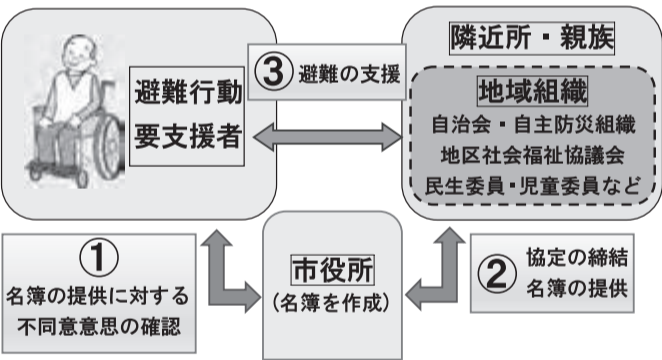 避難行動
要支援者
③ 避難の支援
隣近所・親族
地域組織
自治会・自主防災組織
地区社会福祉協議会
民生委員・児童委員など
①
名簿の提供に対する
不同意意思の確認
市役所
(名簿を作成)
② 協定の締結
名簿の提供